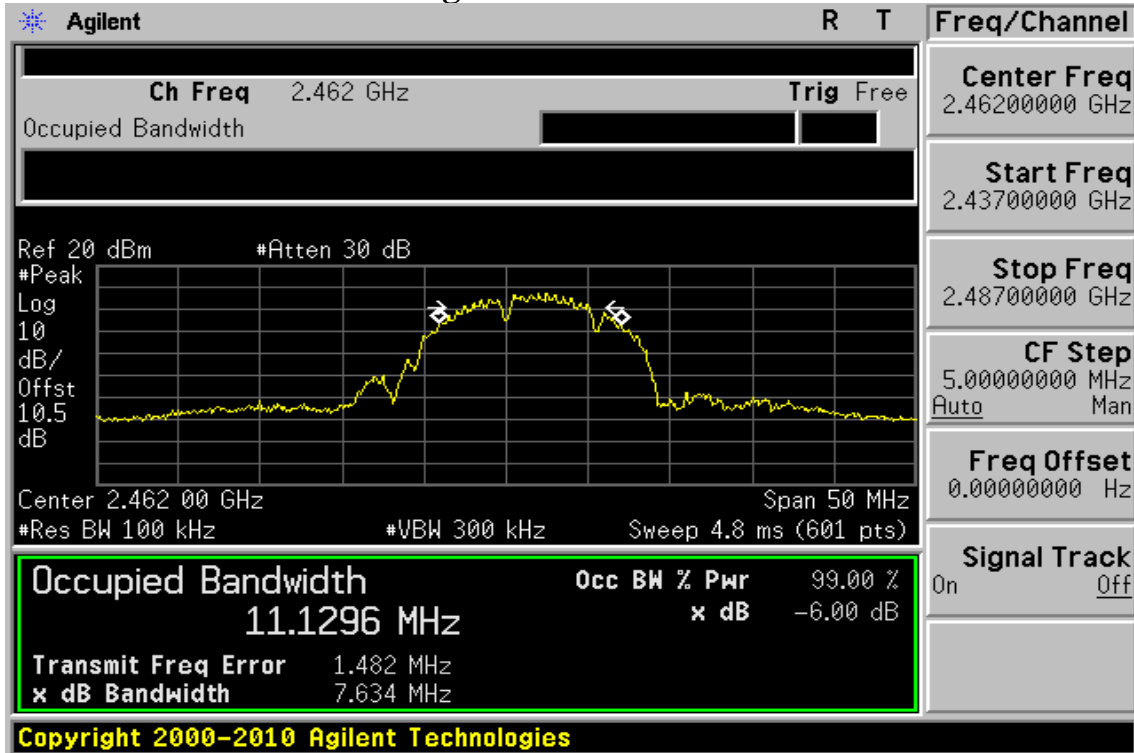 Agilent R T Freq/Channel
Ch Freq 2.462 GHz Trig Free
Occupied Bandwidth
Center Freq
2.46200000 GHz
Start Freq
2.43700000 GHz
Stop Freq
2.48700000 GHz
CF Step
5.00000000 MHz
Auto Man
Freq Offset
0.00000000 Hz
Signal Track
On Off
Ref 20 dBm #Atten 30 dB
#Peak
Log
10
dB/
Offst
10.5
dB
Center 2.462 00 GHz Span 50 MHz
#Res BW 100 kHz #VBW 300 kHz Sweep 4.8 ms (601 pts)
Occupied Bandwidth Occ BW % Pwr 99.00 %
11.1296 MHz x dB -6.00 dB
Transmit Freq Error 1.482 MHz
x dB Bandwidth 7.634 MHz
Copyright 2000-2010 Agilent Technologies